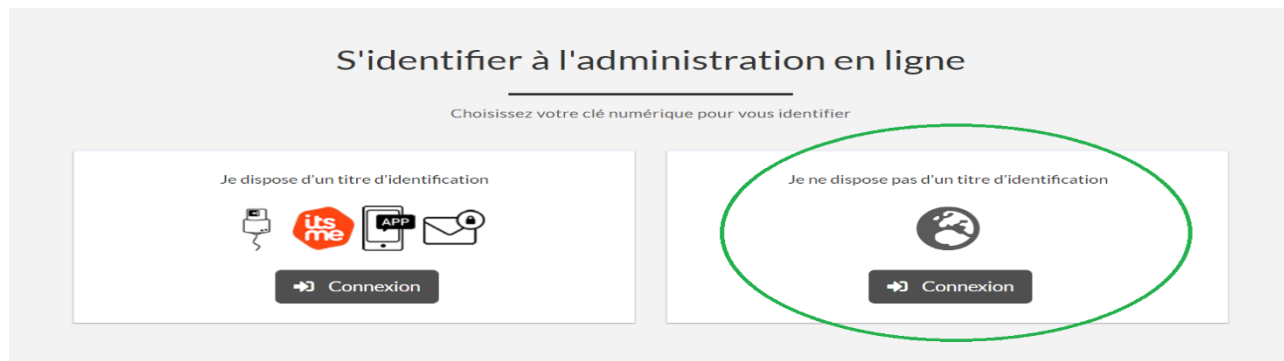 S'identifier à l'administration en ligne
Choisissez votre clé numérique pour vous identifier
Je dispose d'un titre d'identification
its
me
APP
Connexion
Je ne dispose pas d'un titre d'identification
Connexion